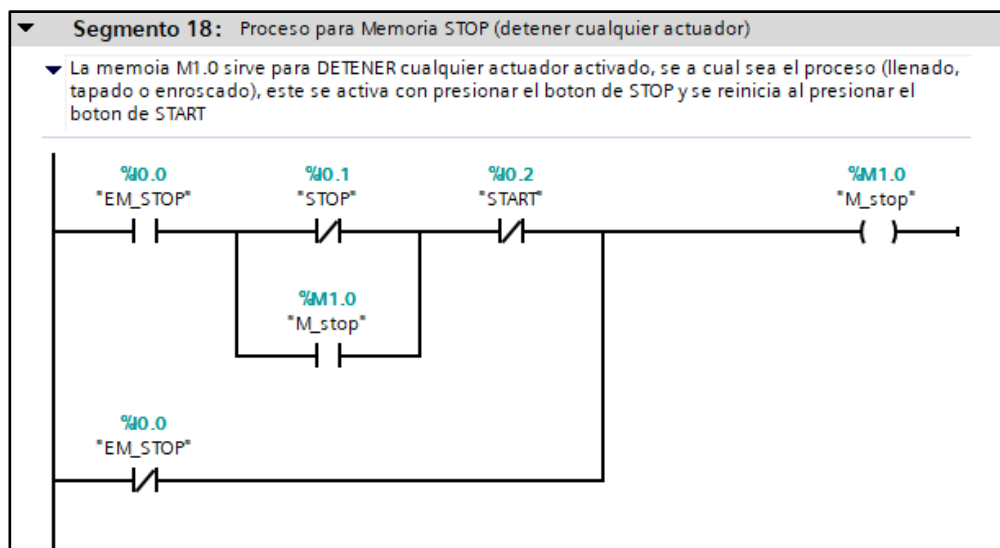 Segmento 18: Proceso para Memoria STOP (detener cualquier actuador)
La memoia M1.0 sirve para DETENER cualquier actuador activado, se a cual sea el proceso (llenado,
tapado o enroscado), este se activa con presionar el boton de STOP y se reinicia al presionar el
boton de START
%I0.0 %I0.1 %I0.2 %M1.0
"EM_STOP" "STOP" "START" "M_stop"
%M1.0
"M_stop"
%I0.0
"EM_STOP"